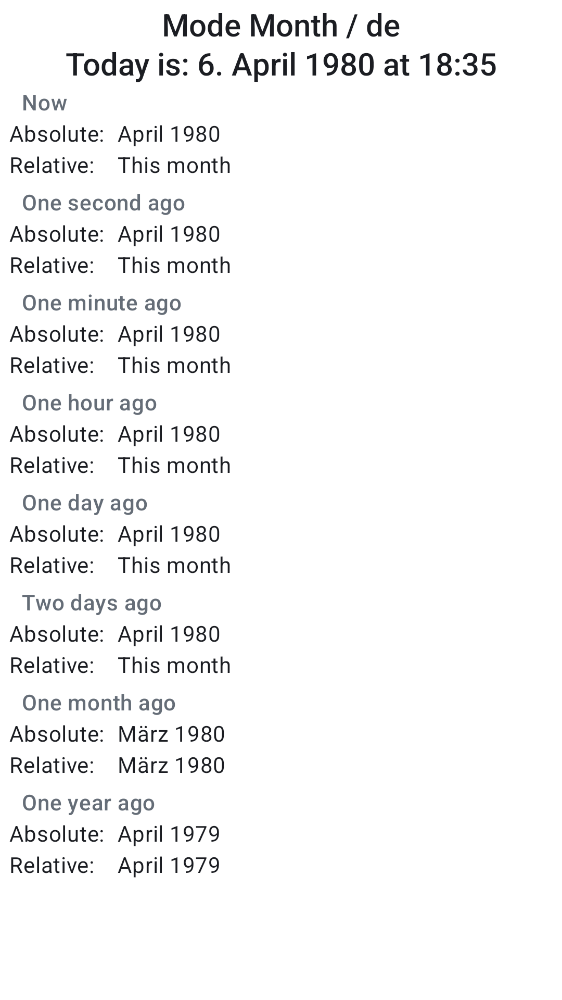 Mode Month / de
Today is: 6. April 1980 at 18:35
Now
Absolute: April 1980
Relative: This month
One second ago
Absolute: April 1980
Relative: This month
One minute ago
Absolute: April 1980
Relative: This month
One hour ago
Absolute: April 1980
Relative: This month
One day ago
Absolute: April 1980
Relative: This month
Two days ago
Absolute: April 1980
Relative: This month
One month ago
Absolute: März 1980
Relative: März 1980
One year ago
Absolute: April 1979
Relative: April 1979